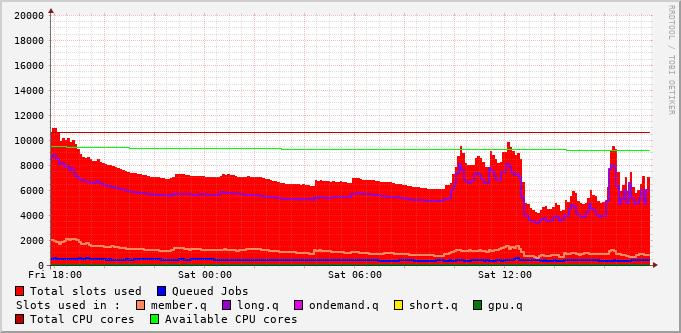 20000
18000
16000
14000
12000
10000
8000
6000
4000
2000
0
Fri 18:00 Sat 00:00 Sat 06:00 Sat 12:00
Total slots used Queued Jobs
Slots used in : member.q long.q ondemand.q short.q gpu.q
Total CPU cores Available CPU cores
RRDTOOL / TOBI OETIKER